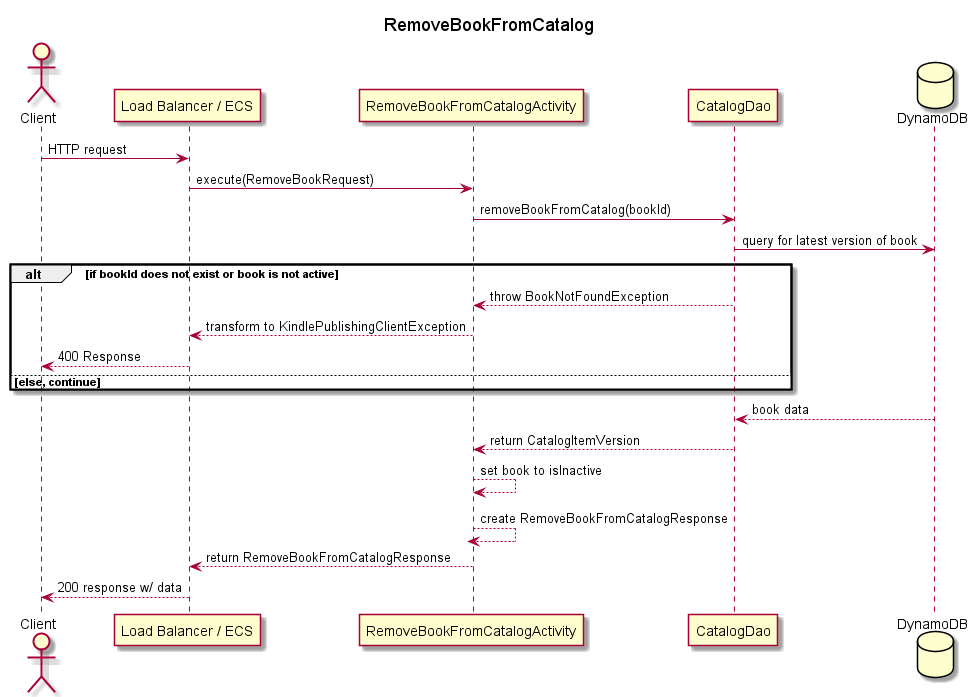 RemoveBookFromCatalog
Client
Load Balancer / ECS
RemoveBookFromCatalogActivity
CatalogDao
DynamoDB
HTTP request
execute(RemoveBookRequest)
removeBookFromCatalog(bookId)
query for latest version of book
alt
[if bookId does not exist or book is not active]
throw BookNotFoundException
transform to KindlePublishingClientException
400 Response
[else, continue]
book data
return CatalogItemVersion
set book to isInactive
create RemoveBookFromCatalogResponse
return RemoveBookFromCatalogResponse
200 response w/ data
Client
Load Balancer / ECS
RemoveBookFromCatalogActivity
CatalogDao
DynamoDB